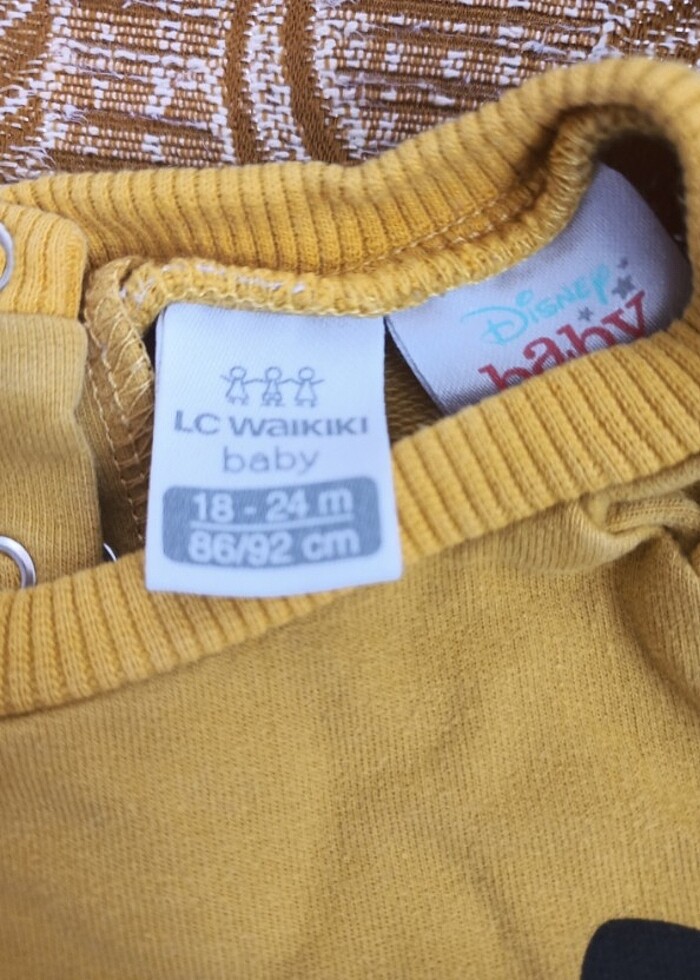 LC WAIKIKI
baby
18 - 24 m
86/92 cm
DISNEY
baby